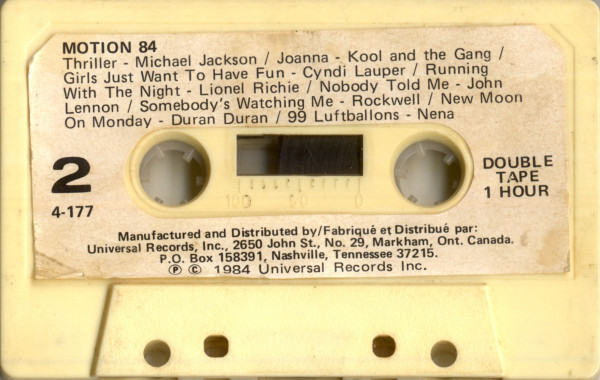 MOTION 84
Thriller - Michael Jackson / Joanna - Kool and the Gang /
Girls Just Want To Have Fun - Cyndi Lauper / Running
With The Night - Lionel Richie / Nobody Told Me - John
Lennon / Somebody's Watching Me - Rockwell / New Moon
On Monday - Duran Duran / 99 Luftballons - Nena
2
4-177
100 50 0
DOUBLE
TAPE
1 HOUR
Manufactured and Distributed by/Fabriqué et Distribué par:
Universal Records, Inc., 2650 John St., No. 29, Markham, Ont. Canada.
P.O. Box 158391, Nashville, Tennessee 37215.
℗ © 1984 Universal Records Inc.